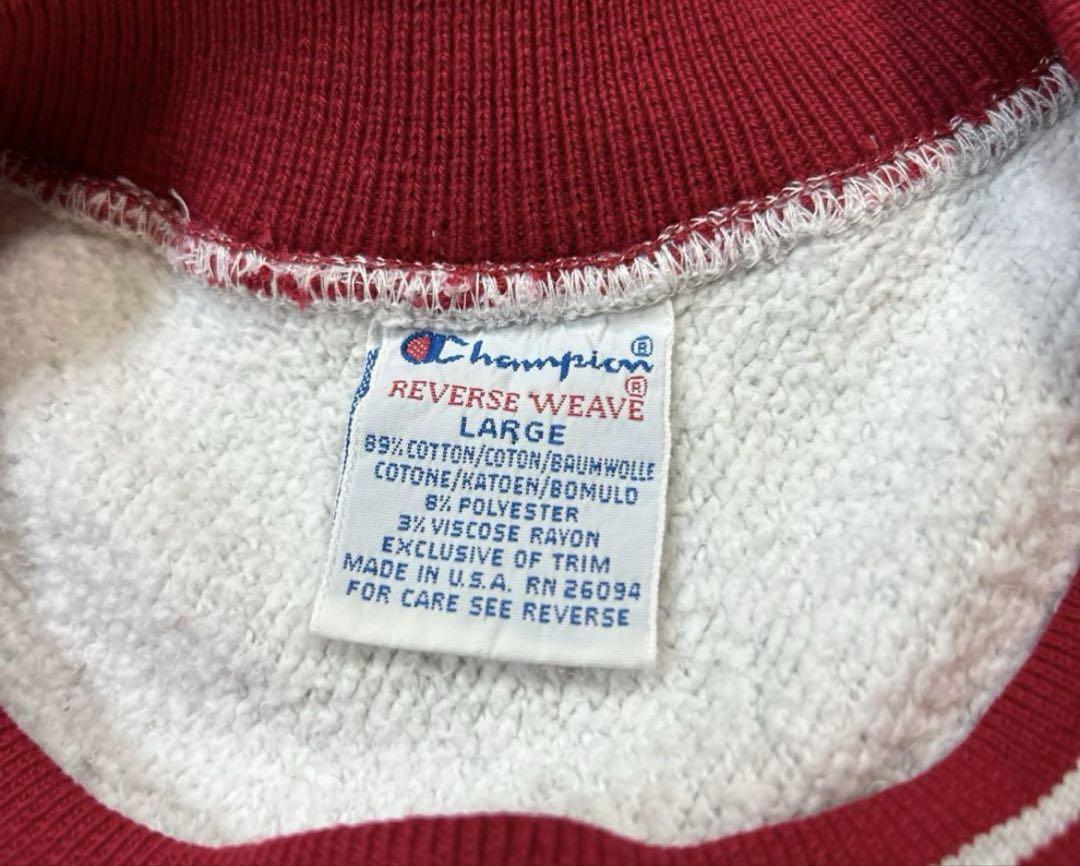 Champion®
REVERSE WEAVE®
LARGE
89% COTTON/COTON/BAUMWOLLE
COTONE/KATOEN/BOMULD
8% POLYESTER
3% VISCOSE RAYON
EXCLUSIVE OF TRIM
MADE IN U.S.A. RN 26094
FOR CARE SEE REVERSE